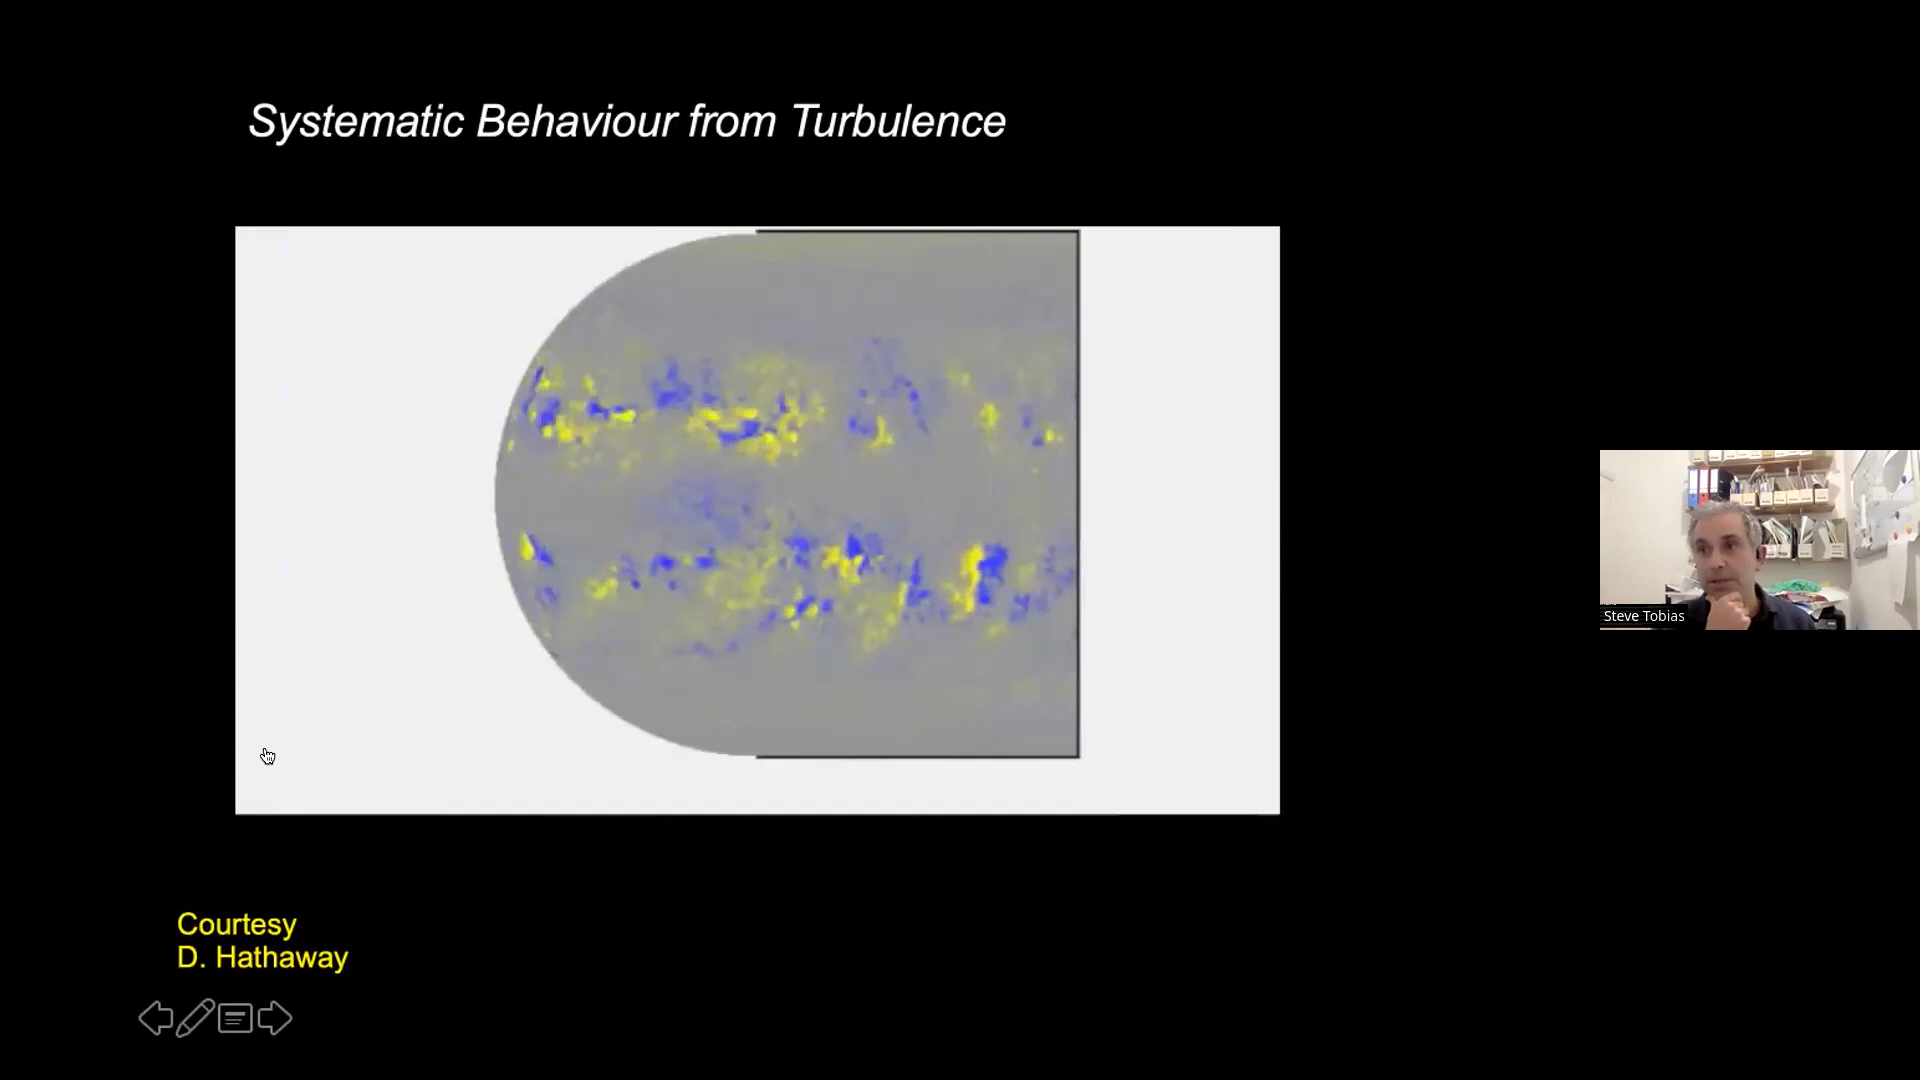 Systematic Behaviour from Turbulence
Steve Tobias
Courtesy
D. Hathaway